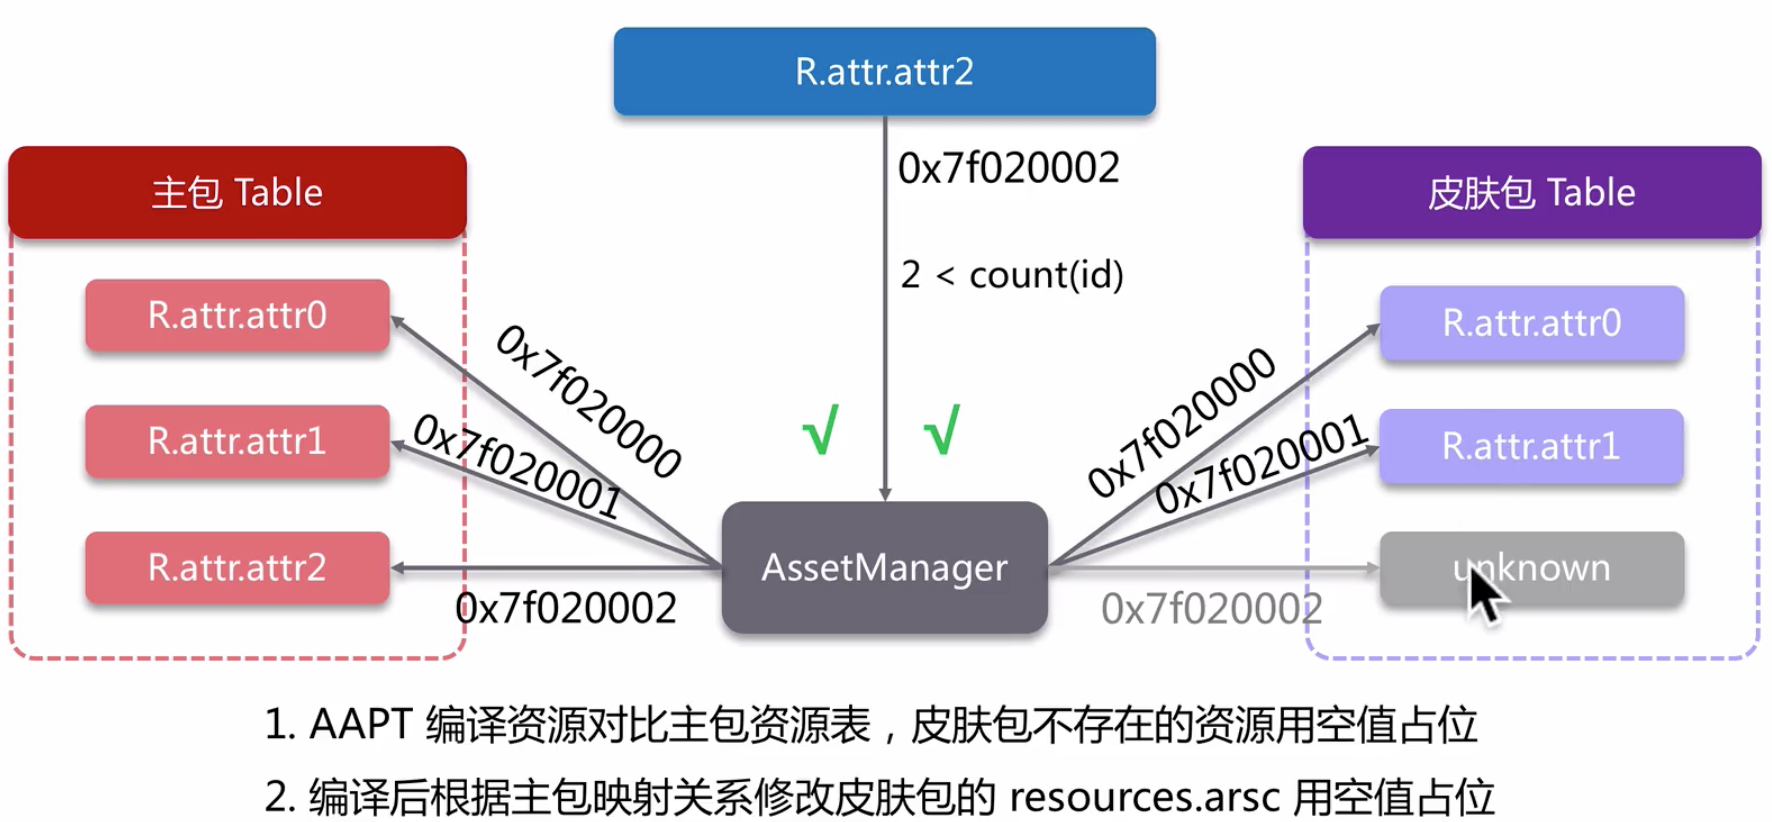 R.attr.attr2
0x7f020002
2 < count(id)
主包 Table
R.attr.attr0
R.attr.attr1
R.attr.attr2
0x7f020000
0x7f020001
0x7f020002
√ √
AssetManager
皮肤包 Table
R.attr.attr0
R.attr.attr1
unknown
0x7f020000
0x7f020001
0x7f020002
1. AAPT 编译资源对比主包资源表，皮肤包不存在的资源用空值占位
2. 编译后根据主包映射关系修改皮肤包的 resources.arsc 用空值占位